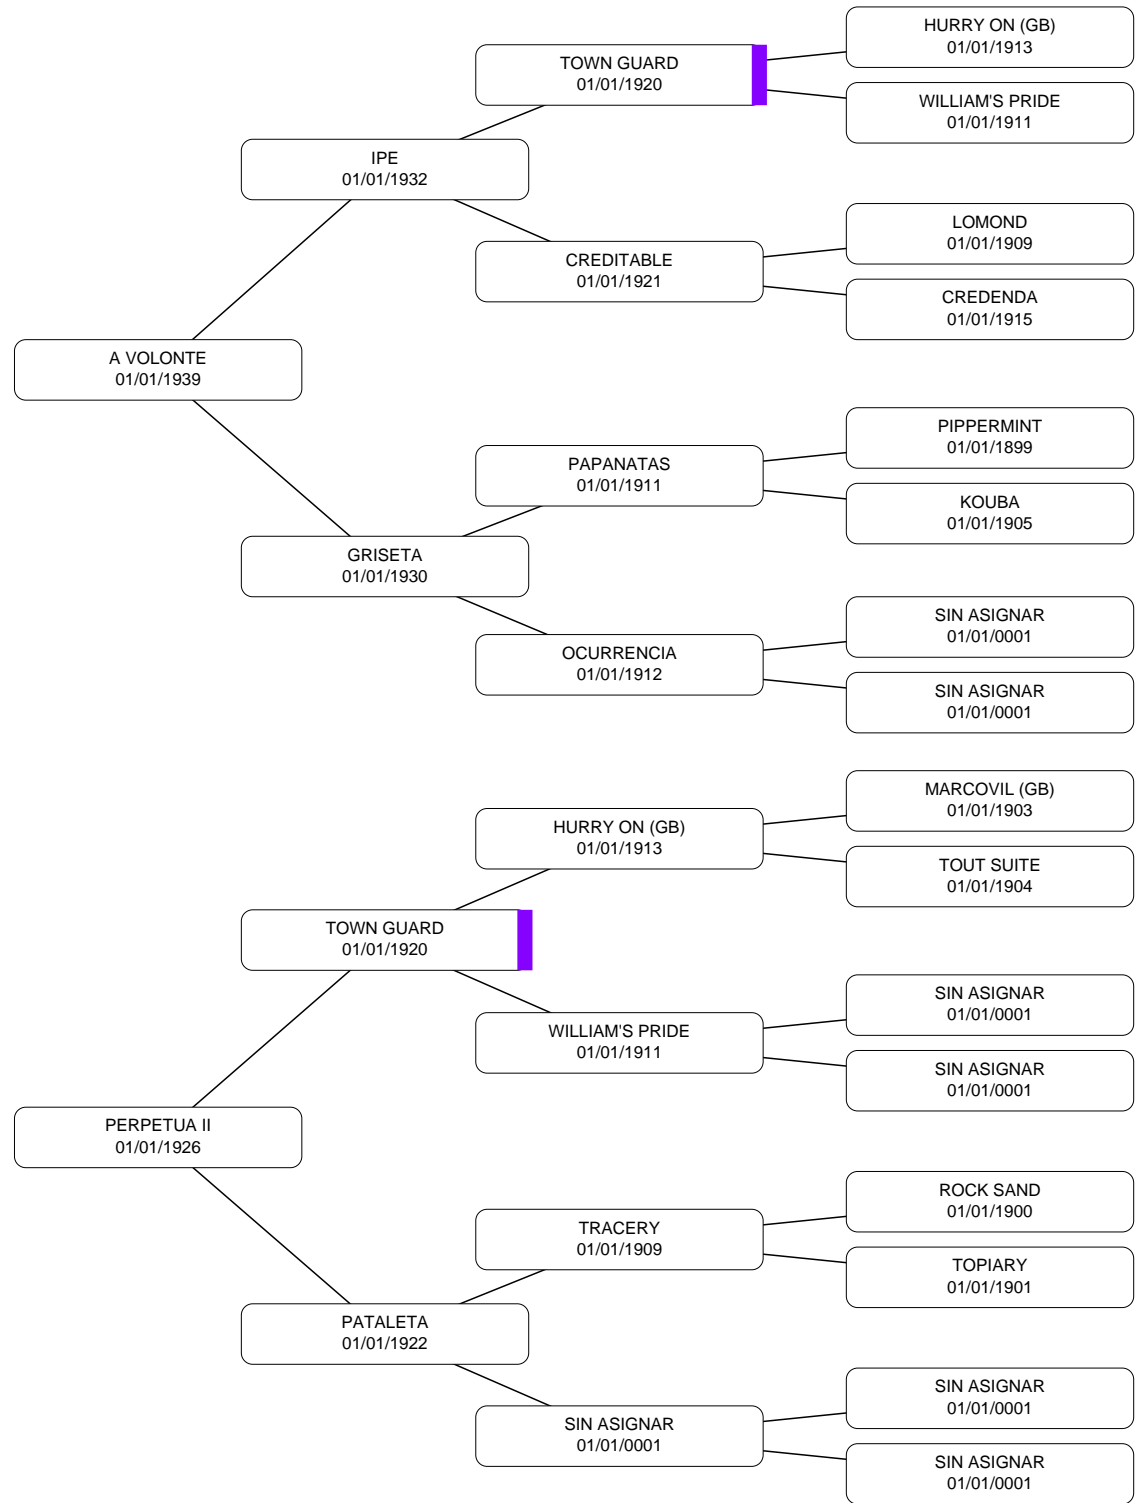 HURRY ON (GB)
01/01/1913
TOWN GUARD
01/01/1920
WILLIAM'S PRIDE
01/01/1911
IPE
01/01/1932
LOMOND
01/01/1909
CREDITABLE
01/01/1921
CREDENDA
01/01/1915
A VOLONTE
01/01/1939
PIPPERMINT
01/01/1899
PAPANATAS
01/01/1911
KOUBA
01/01/1905
GRISETA
01/01/1930
SIN ASIGNAR
01/01/0001
OCURRENCIA
01/01/1912
SIN ASIGNAR
01/01/0001
MARCOVIL (GB)
01/01/1903
HURRY ON (GB)
01/01/1913
TOUT SUITE
01/01/1904
TOWN GUARD
01/01/1920
SIN ASIGNAR
01/01/0001
WILLIAM'S PRIDE
01/01/1911
SIN ASIGNAR
01/01/0001
PERPETUA II
01/01/1926
ROCK SAND
01/01/1900
TRACERY
01/01/1909
TOPIARY
01/01/1901
PATALETA
01/01/1922
SIN ASIGNAR
01/01/0001
SIN ASIGNAR
01/01/0001
SIN ASIGNAR
01/01/0001